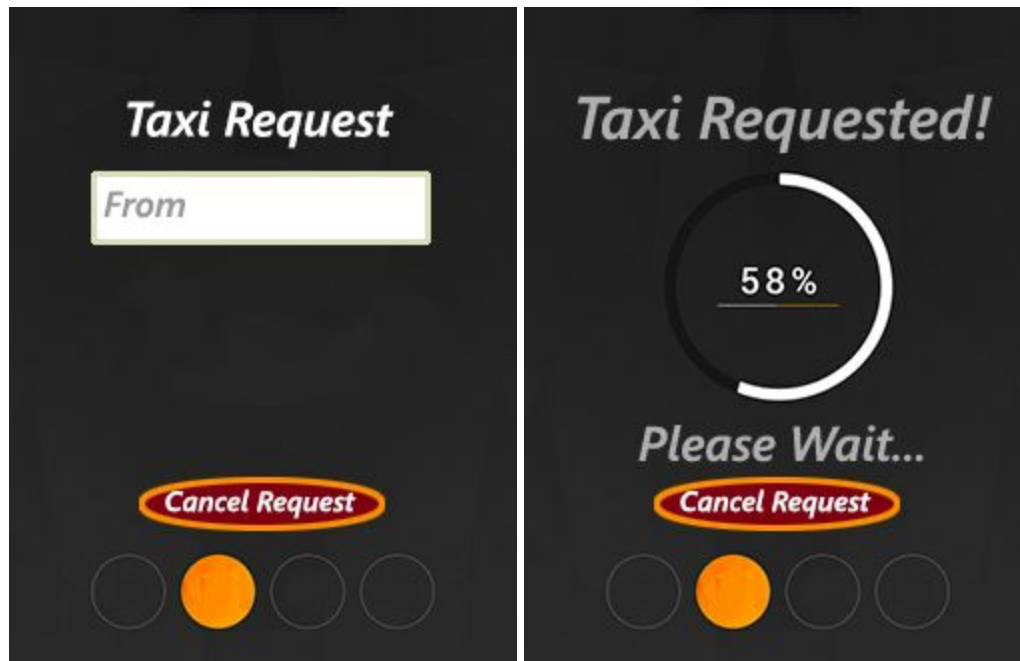 Taxi Request
From
Cancel Request
Taxi Requested!
58%
Please Wait...
Cancel Request